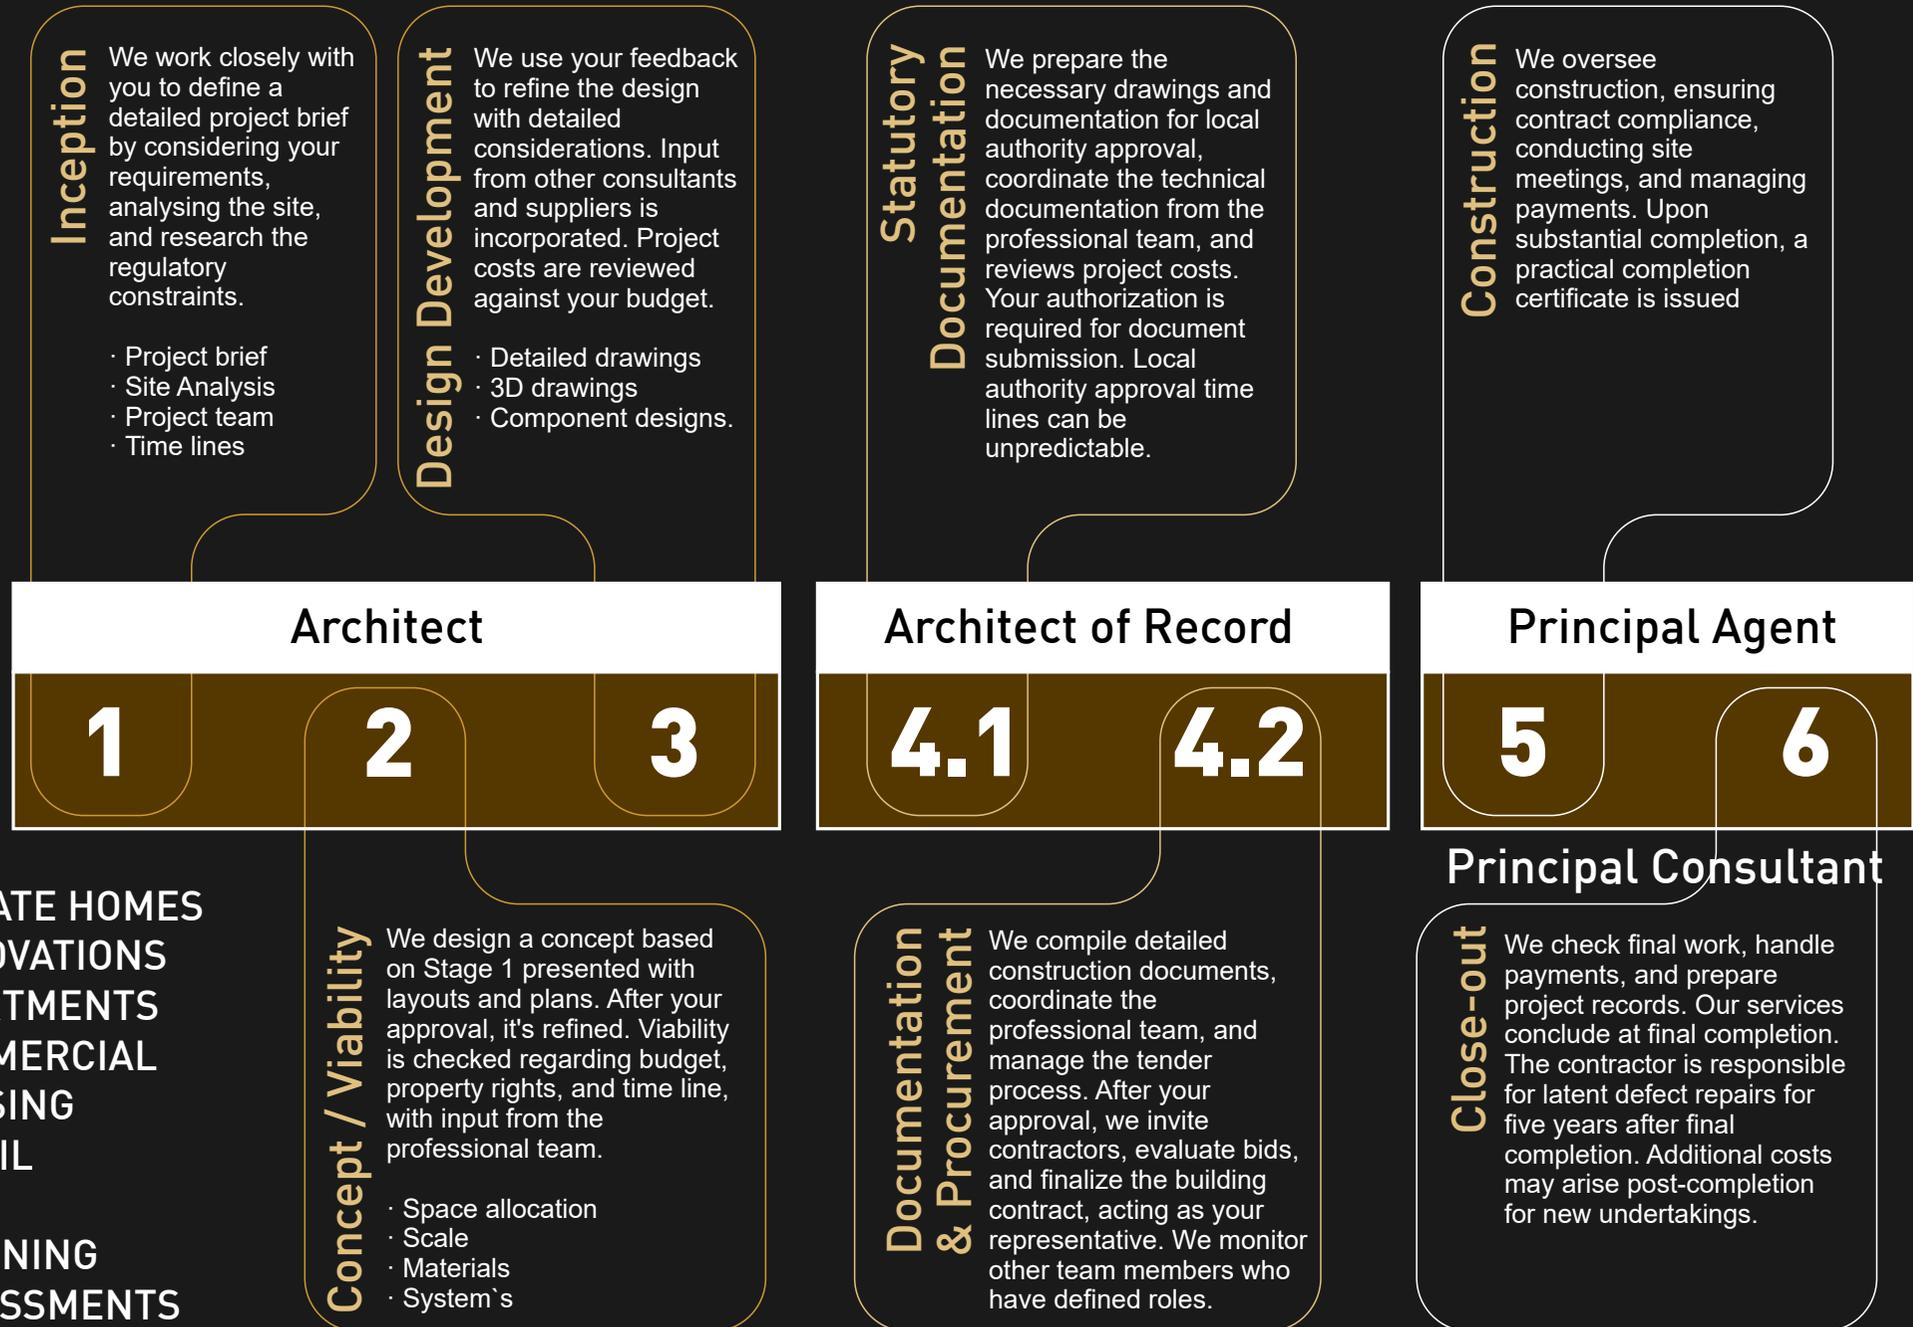 Inception
We work closely with
you to define a
detailed project brief
by considering your
requirements,
analysing the site,
and research the
regulatory
constraints.
· Project brief
· Site Analysis
· Project team
· Time lines
Design Development
We use your feedback
to refine the design
with detailed
considerations. Input
from other consultants
and suppliers is
incorporated. Project
costs are reviewed
against your budget.
· Detailed drawings
· 3D drawings
· Component designs.
Statutory
Documentation
We prepare the
necessary drawings and
documentation for local
authority approval,
coordinate the technical
documentation from the
professional team, and
reviews project costs.
Your authorization is
required for document
submission. Local
authority approval time
lines can be
unpredictable.
Construction
We oversee
construction, ensuring
contract compliance,
conducting site
meetings, and managing
payments. Upon
substantial completion, a
practical completion
certificate is issued
Architect
1 2 3
Architect of Record
4.1 4.2
Principal Agent
5 6
Principal Consultant
ATE HOMES
OVATIONS
TMENTS
MERCIAL
SING
IL
NING
SSMENTS
Concept / Viability
We design a concept based
on Stage 1 presented with
layouts and plans. After your
approval, it's refined. Viability
is checked regarding budget,
property rights, and time line,
with input from the
professional team.
· Space allocation
· Scale
· Materials
· System`s
Documentation
& Procurement
We compile detailed
construction documents,
coordinate the
professional team, and
manage the tender
process. After your
approval, we invite
contractors, evaluate bids,
and finalize the building
contract, acting as your
representative. We monitor
other team members who
have defined roles.
Close-out
We check final work, handle
payments, and prepare
project records. Our services
conclude at final completion.
The contractor is responsible
for latent defect repairs for
five years after final
completion. Additional costs
may arise post-completion
for new undertakings.